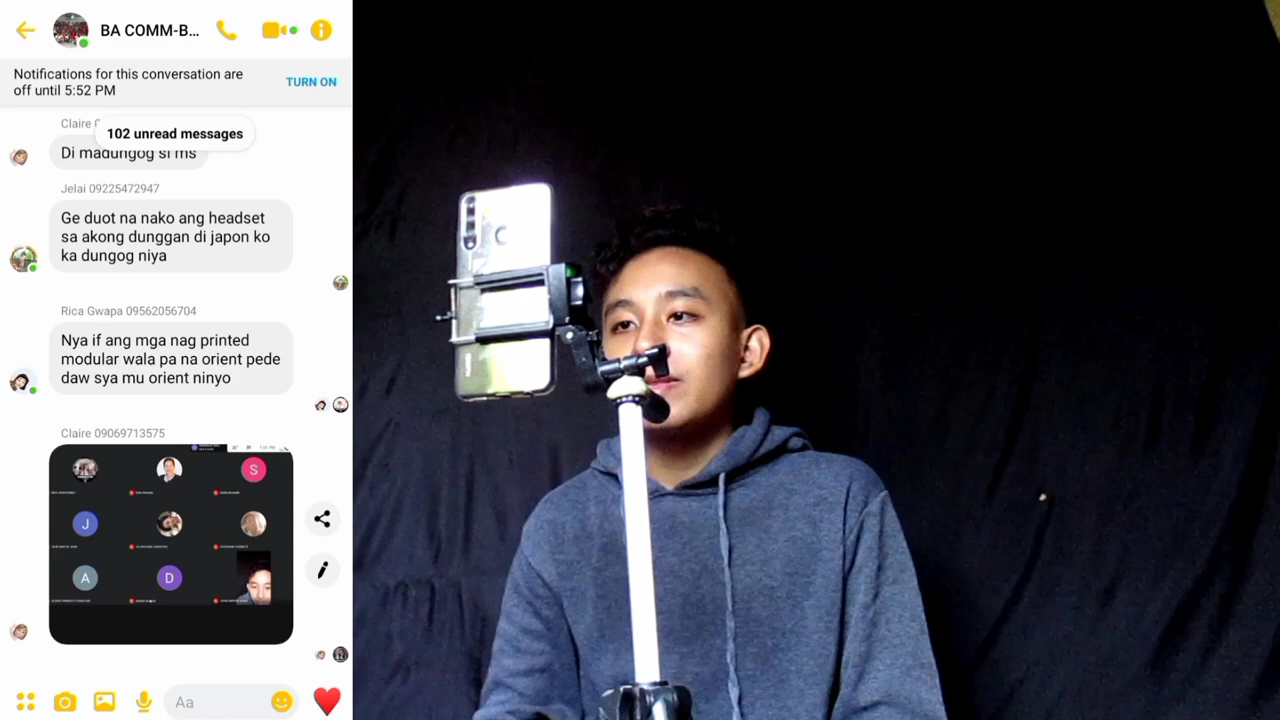 BA COMM-B...
Notifications for this conversation are
off until 5:52 PM
TURN ON
Claire
102 unread messages
Di madungog si ms
Jelai 09225472947
Ge duot na nako ang headset
sa akong dunggan di japon ko
ka dungog niya
Rica Gwapa 09562056704
Nya if ang mga nag printed
modular wala pa na orient pede
daw sya mu orient ninyo
Claire 09069713575
S
J
A
D
Aa